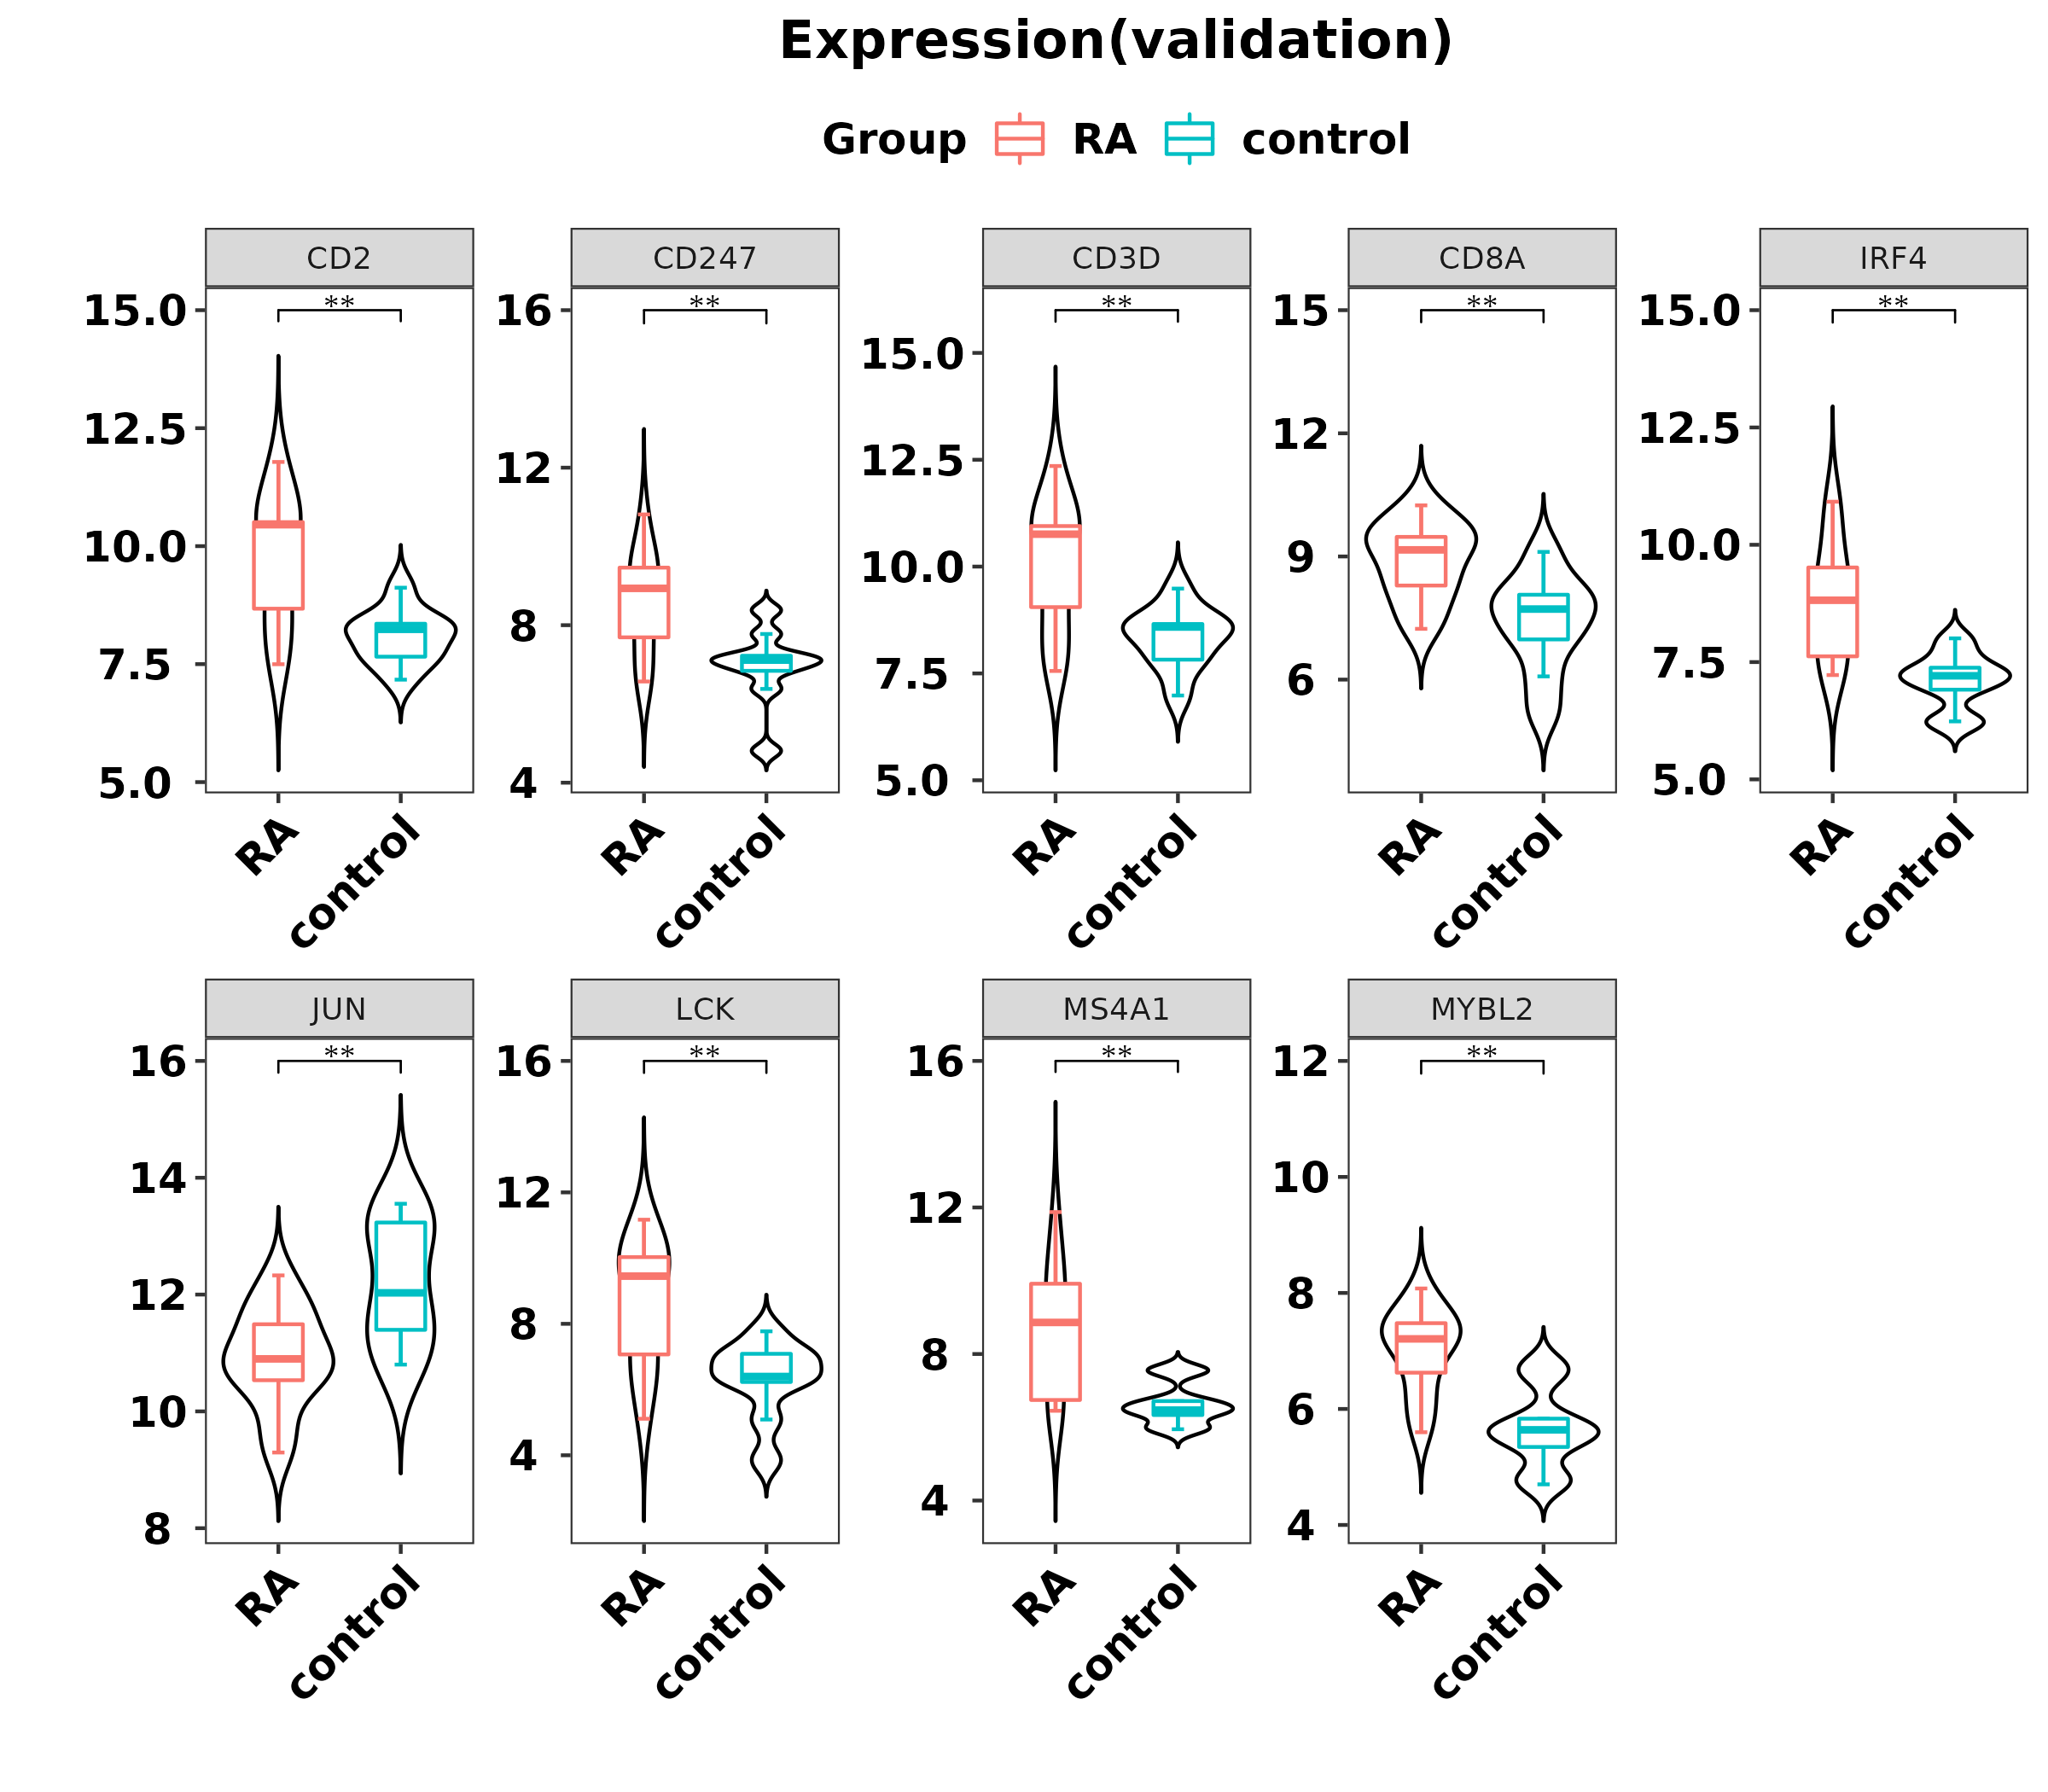 Expression(validation)
Group RA control
CD2 CD247 CD3D CD8A IRF4
** ** ** ** **
15.0 12.5 10.0 7.5 5.0
16 12 8 4
15.0 12.5 10.0 7.5 5.0
15 12 9 6
15.0 12.5 10.0 7.5 5.0
RA control RA control RA control RA control RA control
JUN LCK MS4A1 MYBL2
** ** ** **
16 14 12 10 8
16 12 8 4
16 12 8 4
12 10 8 6 4
RA control RA control RA control RA control